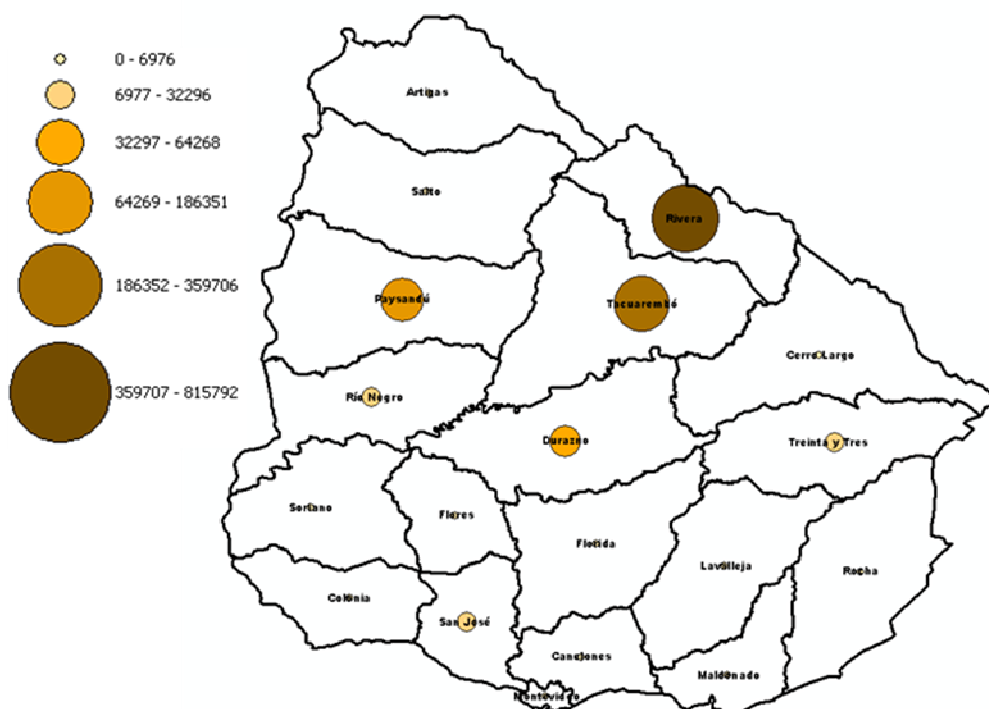 0 - 6976
6977 - 32296
32297 - 64268
64269 - 186351
186352 - 359706
359707 - 815792
Artigas
Salto
Rivera
Paysandú
Tacuarembó
Cerro Largo
Río Negro
Durazno
Treinta y Tres
Soriano
Flores
Florida
Lavalleja
Rocha
Colonia
San José
Canelones
Maldonado
Montevideo